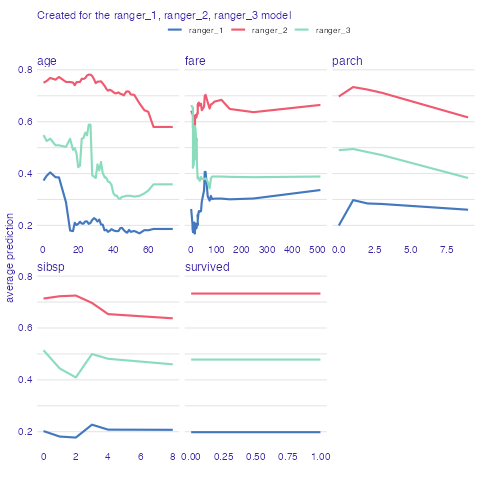 Created for the ranger_1, ranger_2, ranger_3 model
ranger_1 ranger_2 ranger_3
age fare parch
0.8
0.6
0.4
0.2
0 20 40 60 0 100 200 300 400 500 0.0 2.5 5.0 7.5
average prediction
sibsp survived
0.8
0.6
0.4
0.2
0 2 4 6 8 0.00 0.25 0.50 0.75 1.00